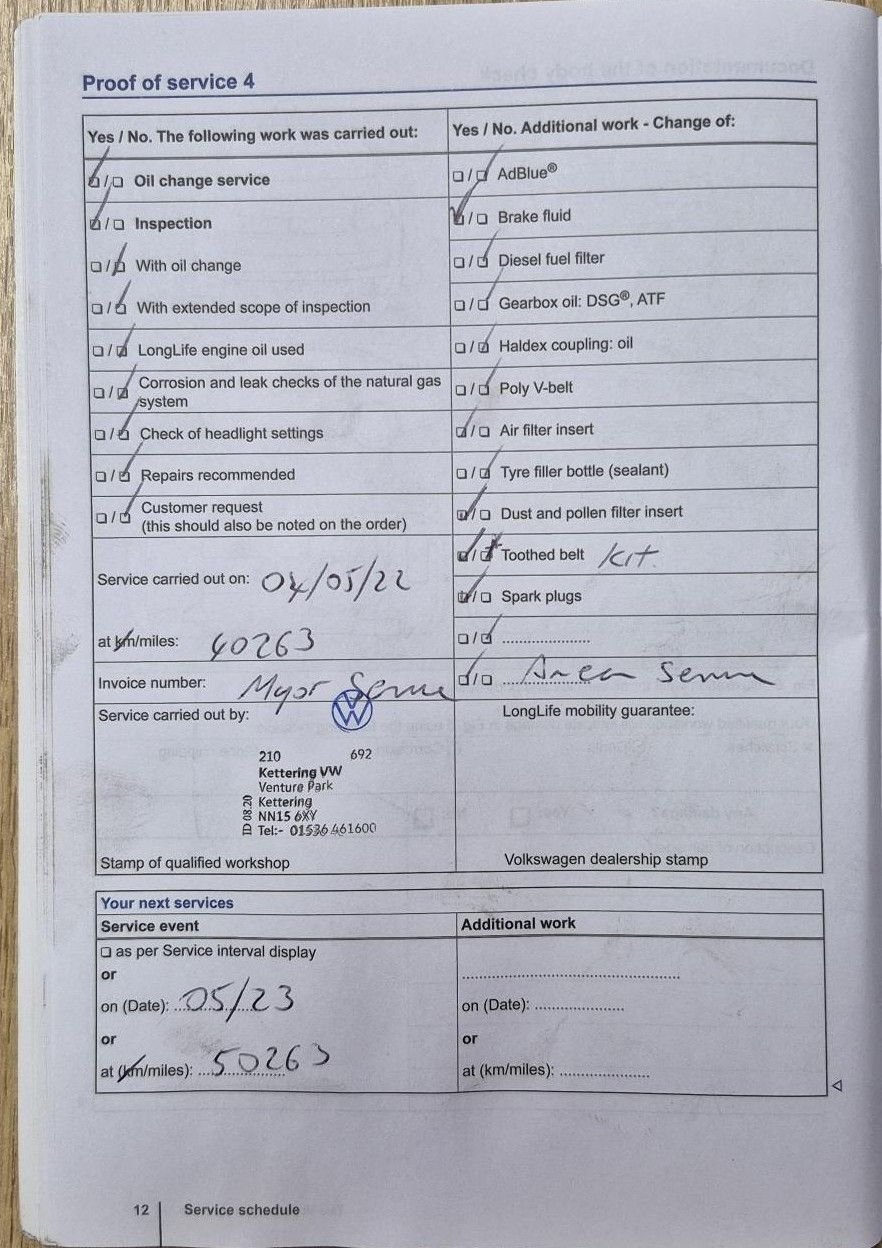 Proof of service 4
Yes / No. The following work was carried out:
☑/☐ Oil change service
☑/☐ Inspection
☐/☑ With oil change
☐/☑ With extended scope of inspection
☐/☑ LongLife engine oil used
☐/☑ Corrosion and leak checks of the natural gas
system
☐/☑ Check of headlight settings
☐/☑ Repairs recommended
☐/☑ Customer request
(this should also be noted on the order)
Service carried out on: 04/05/22
at km/miles: 40263
Invoice number: Major Service
Service carried out by:
210 692
Kettering VW
Venture Park
Kettering
NN15 6XY
Tel:- 01536 461600
ID 08.20
Stamp of qualified workshop
Yes / No. Additional work - Change of:
☐/☑ AdBlue®
☑/☐ Brake fluid
☐/☑ Diesel fuel filter
☐/☑ Gearbox oil: DSG®, ATF
☐/☑ Haldex coupling: oil
☐/☑ Poly V-belt
☑/☐ Air filter insert
☐/☑ Tyre filler bottle (sealant)
☑/☐ Dust and pollen filter insert
☑/☑ Toothed belt Kit.
☑/☐ Spark plugs
☐/☑ ....................
☑/☐ ....................
LongLife mobility guarantee:
Volkswagen dealership stamp
Your next services
Service event
☐ as per Service interval display
or
on (Date): 05/23
or
at (km/miles): 50263
Additional work
..................................................
on (Date): ....................
or
at (km/miles): ....................
12 Service schedule